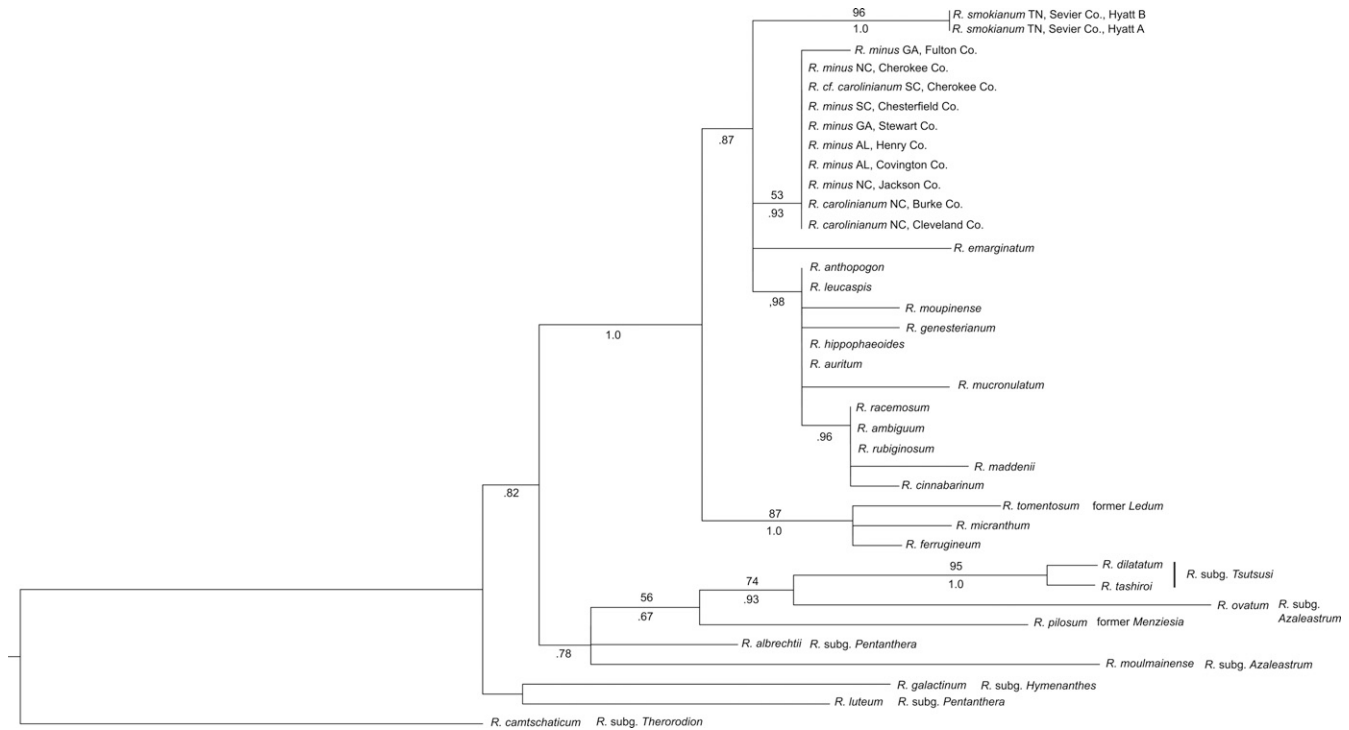 96
R. smokianum TN, Sevier Co., Hyatt B
1.0
R. smokianum TN, Sevier Co., Hyatt A
R. minus GA, Fulton Co.
R. minus NC, Cherokee Co.
R. cf. carolinianum SC, Cherokee Co.
R. minus SC, Chesterfield Co.
R. minus GA, Stewart Co.
.87
R. minus AL, Henry Co.
R. minus AL, Covington Co.
R. minus NC, Jackson Co.
53
R. carolinianum NC, Burke Co.
.93
R. carolinianum NC, Cleveland Co.
R. emarginatum
R. anthopogon
R. leucaspis
,98
R. moupinense
R. genesterianum
1.0
R. hippophaeoides
R. auritum
R. mucronulatum
R. racemosum
R. ambiguum
.96
R. rubiginosum
R. maddenii
R. cinnabarinum
.82
R. tomentosum former Ledum
87
R. micranthum
1.0
R. ferrugineum
95
R. dilatatum
R. subg. Tsutsusi
74
1.0
R. tashiroi
56
.93
R. ovatum R. subg.
Azaleastrum
.67
R. pilosum former Menziesia
R. albrechtii R. subg. Pentanthera
.78
R. moulmainense R. subg. Azaleastrum
R. galactinum R. subg. Hymenanthes
R. luteum R. subg. Pentanthera
R. camtschaticum R. subg. Therorodion